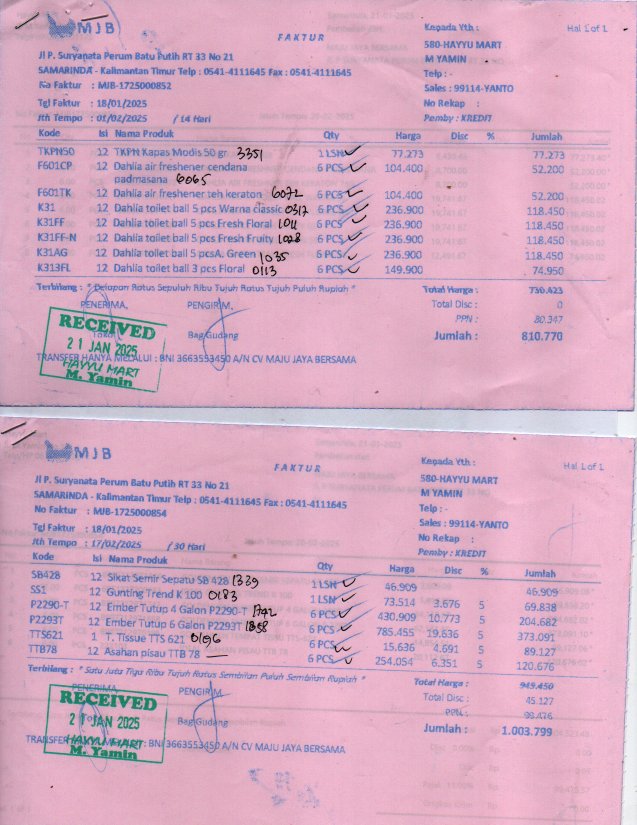 MJB
FAKTUR
Kepada Yth :
Hal 1 of 1
Jl P. Suryanata Perum Batu Putih RT 33 No 21
580-HAYYU MART
SAMARINDA - Kalimantan Timur Telp : 0541-4111645 Fax : 0541-4111645
M YAMIN
Telp : -
No Faktur : MJB-1725000852
Sales : 99114-YANTO
Tgl Faktur : 18/01/2025
No Rekap :
Jth Tempo : 01/02/2025 / 14 Hari
Pemby : KREDIT
Kode Isi Nama Produk Qty Harga Disc % Jumlah
TKPN50 12 TKPN Kapas Modis 50 gr 3351 1 LSN 77.273 77.273
F601CP 12 Dahlia air freshener cendana 6 PCS 104.400 52.200
padmasana 6065
F601TK 12 Dahlia air freshener teh keraton 6072 6 PCS 104.400 52.200
K31 12 Dahlia toilet ball 5 pcs Warna classic 0317 6 PCS 236.900 118.450
K31FF 12 Dahlia toilet ball 5 pcs Fresh Floral 1011 6 PCS 236.900 118.450
K31FF-N 12 Dahlia toilet ball 5 pcs Fresh Fruity 1028 6 PCS 236.900 118.450
K31AG 12 Dahlia toilet ball 5 pcsA. Green 1035 6 PCS 236.900 118.450
K313FL 12 Dahlia toilet ball 3 pcs Floral 0113 6 PCS 149.900 74.950
Terbilang : * Delapan Ratus Sepuluh Ribu Tujuh Ratus Tujuh Puluh Rupiah *
Total Harga : 730.423
PENERIMA, PENGIRIM,
Total Disc : 0
PPN : 80.347
Toko Bag Gudang
Jumlah : 810.770
RECEIVED
21 JAN 2025
HAYYU MART
M. Yamin
TRANSFER HANYA MELALUI : BNI 3663553450 A/N CV MAJU JAYA BERSAMA
MJB
FAKTUR
Kepada Yth :
Hal 1 of 1
Jl P. Suryanata Perum Batu Putih RT 33 No 21
580-HAYYU MART
SAMARINDA - Kalimantan Timur Telp : 0541-4111645 Fax : 0541-4111645
M YAMIN
No Faktur : MJB-1725000854
Telp : -
Sales : 99114-YANTO
Tgl Faktur : 18/01/2025
No Rekap :
Jth Tempo : 17/02/2025 / 30 Hari
Pemby : KREDIT
Kode Isi Nama Produk Qty Harga Disc % Jumlah
SB428 12 Sikat Semir Sepatu SB 428 1339 1 LSN 46.909 46.909
SS1 12 Gunting Trend K 100 0183 1 LSN 73.514 3.676 5 69.838
P2290-T 12 Ember Tutup 4 Galon P2290-T 1742 6 PCS 430.909 10.773 5 204.682
P2293T 12 Ember Tutup 6 Galon P2293T 1858 6 PCS 785.455 19.636 5 373.091
TTS621 1 T. Tissue TTS 621 0196 6 PCS 15.636 4.691 5 89.127
TTB78 12 Asahan pisau TTB 78 6 PCS 254.054 6.351 5 120.676
Terbilang : * Satu Juta Tiga Ribu Tujuh Ratus Sembilan Puluh Sembilan Rupiah *
Total Harga : 949.450
PENERIMA, PENGIRIM,
Total Disc : 45.127
PPN : 99.476
Toko Bag Gudang
Jumlah : 1.003.799
RECEIVED
21 JAN 2025
HAYYU MART
M. Yamin
TRANSFER HANYA MELALUI : BNI 3663553450 A/N CV MAJU JAYA BERSAMA